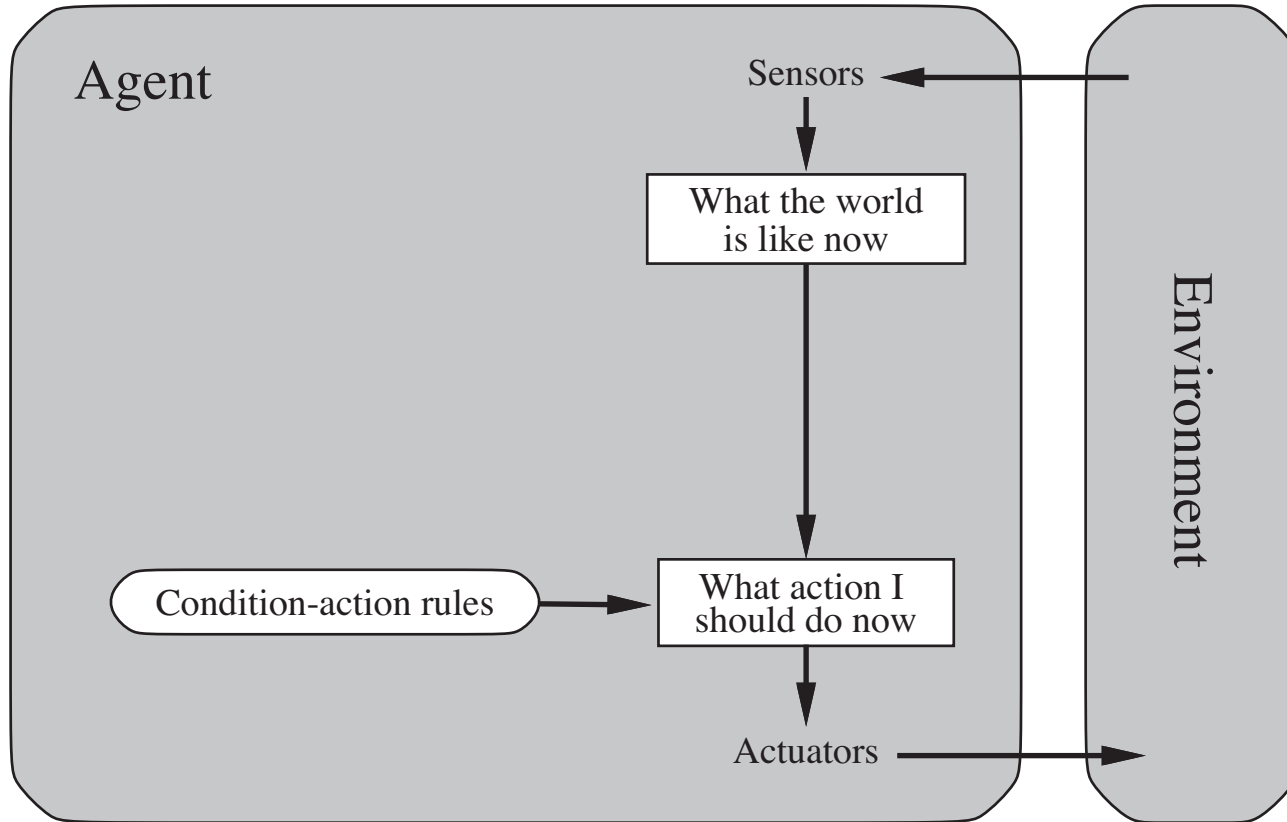 Agent
Sensors
What the world
is like now
Environment
Condition-action rules
What action I
should do now
Actuators